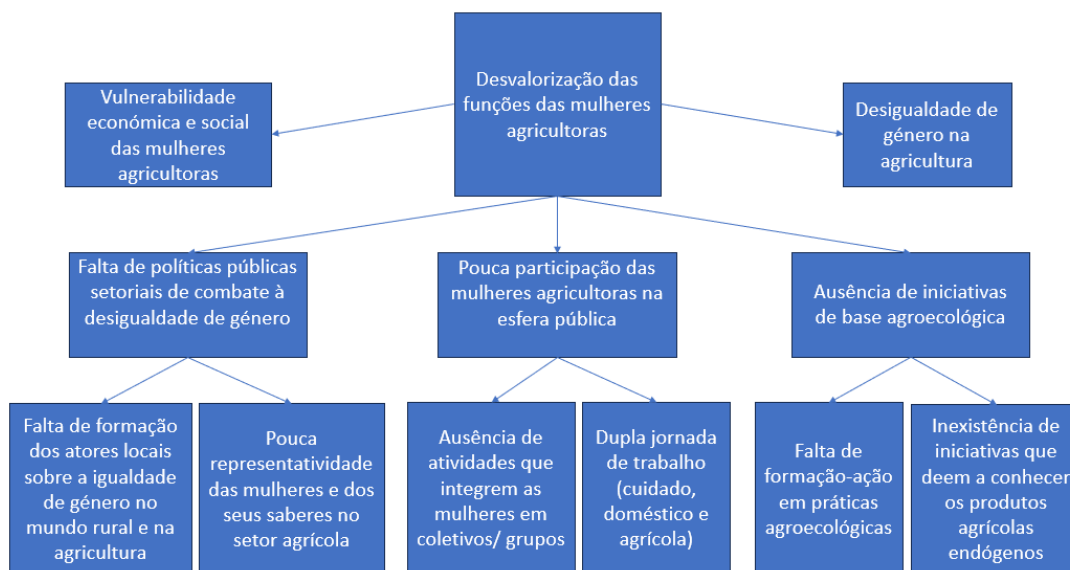 Desvalorização das
funções das mulheres
agricultoras
Vulnerabilidade
económica e social
das mulheres
agricultoras
Desigualdade de
género na
agricultura
Falta de políticas públicas
setoriais de combate à
desigualdade de género
Pouca participação das
mulheres agricultoras na
esfera pública
Ausência de iniciativas
de base agroecológica
Falta de formação
dos atores locais
sobre a igualdade
de género no
mundo rural e na
agricultura
Pouca
representatividade
das mulheres e dos
seus saberes no
setor agrícola
Ausência de
atividades que
integrem as
mulheres em
coletivos/ grupos
Dupla jornada
de trabalho
(cuidado,
doméstico e
agrícola)
Falta de
formação-ação
em práticas
agroecológicas
Inexistência de
iniciativas que
deem a conhecer
os produtos
agrícolas
endógenos